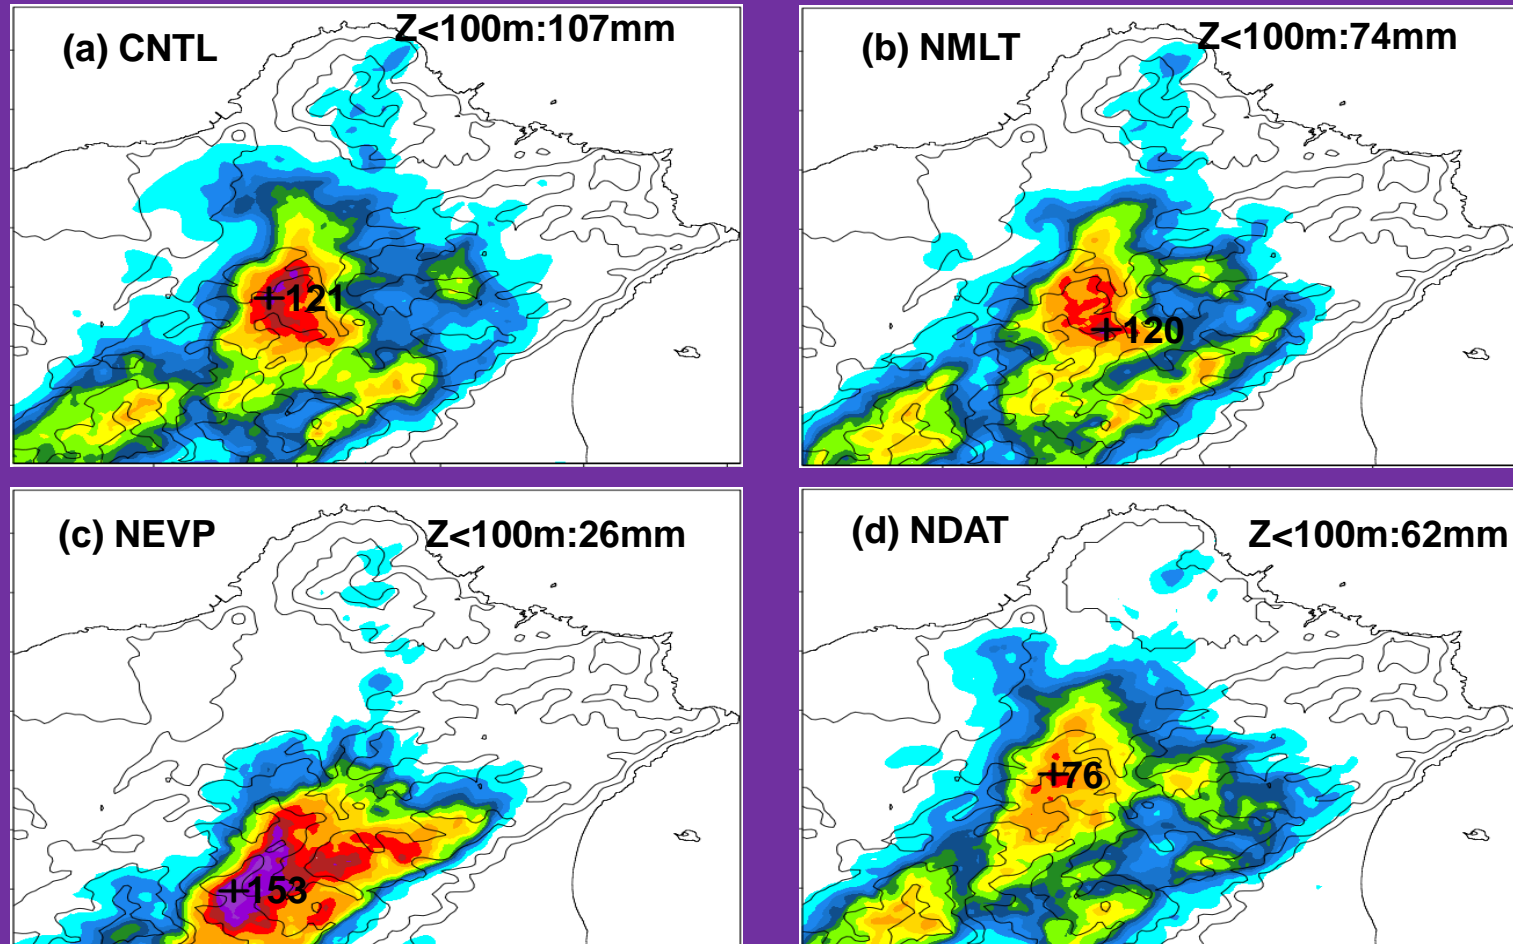 (a) CNTL
Z<100m:107mm
+121
(b) NMLT
Z<100m:74mm
+120
(c) NEVP
Z<100m:26mm
+153
(d) NDAT
Z<100m:62mm
+76